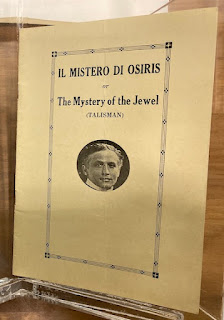 IL MISTERO DI OSIRIS
or
The Mystery of the Jewel
(TALISMAN)